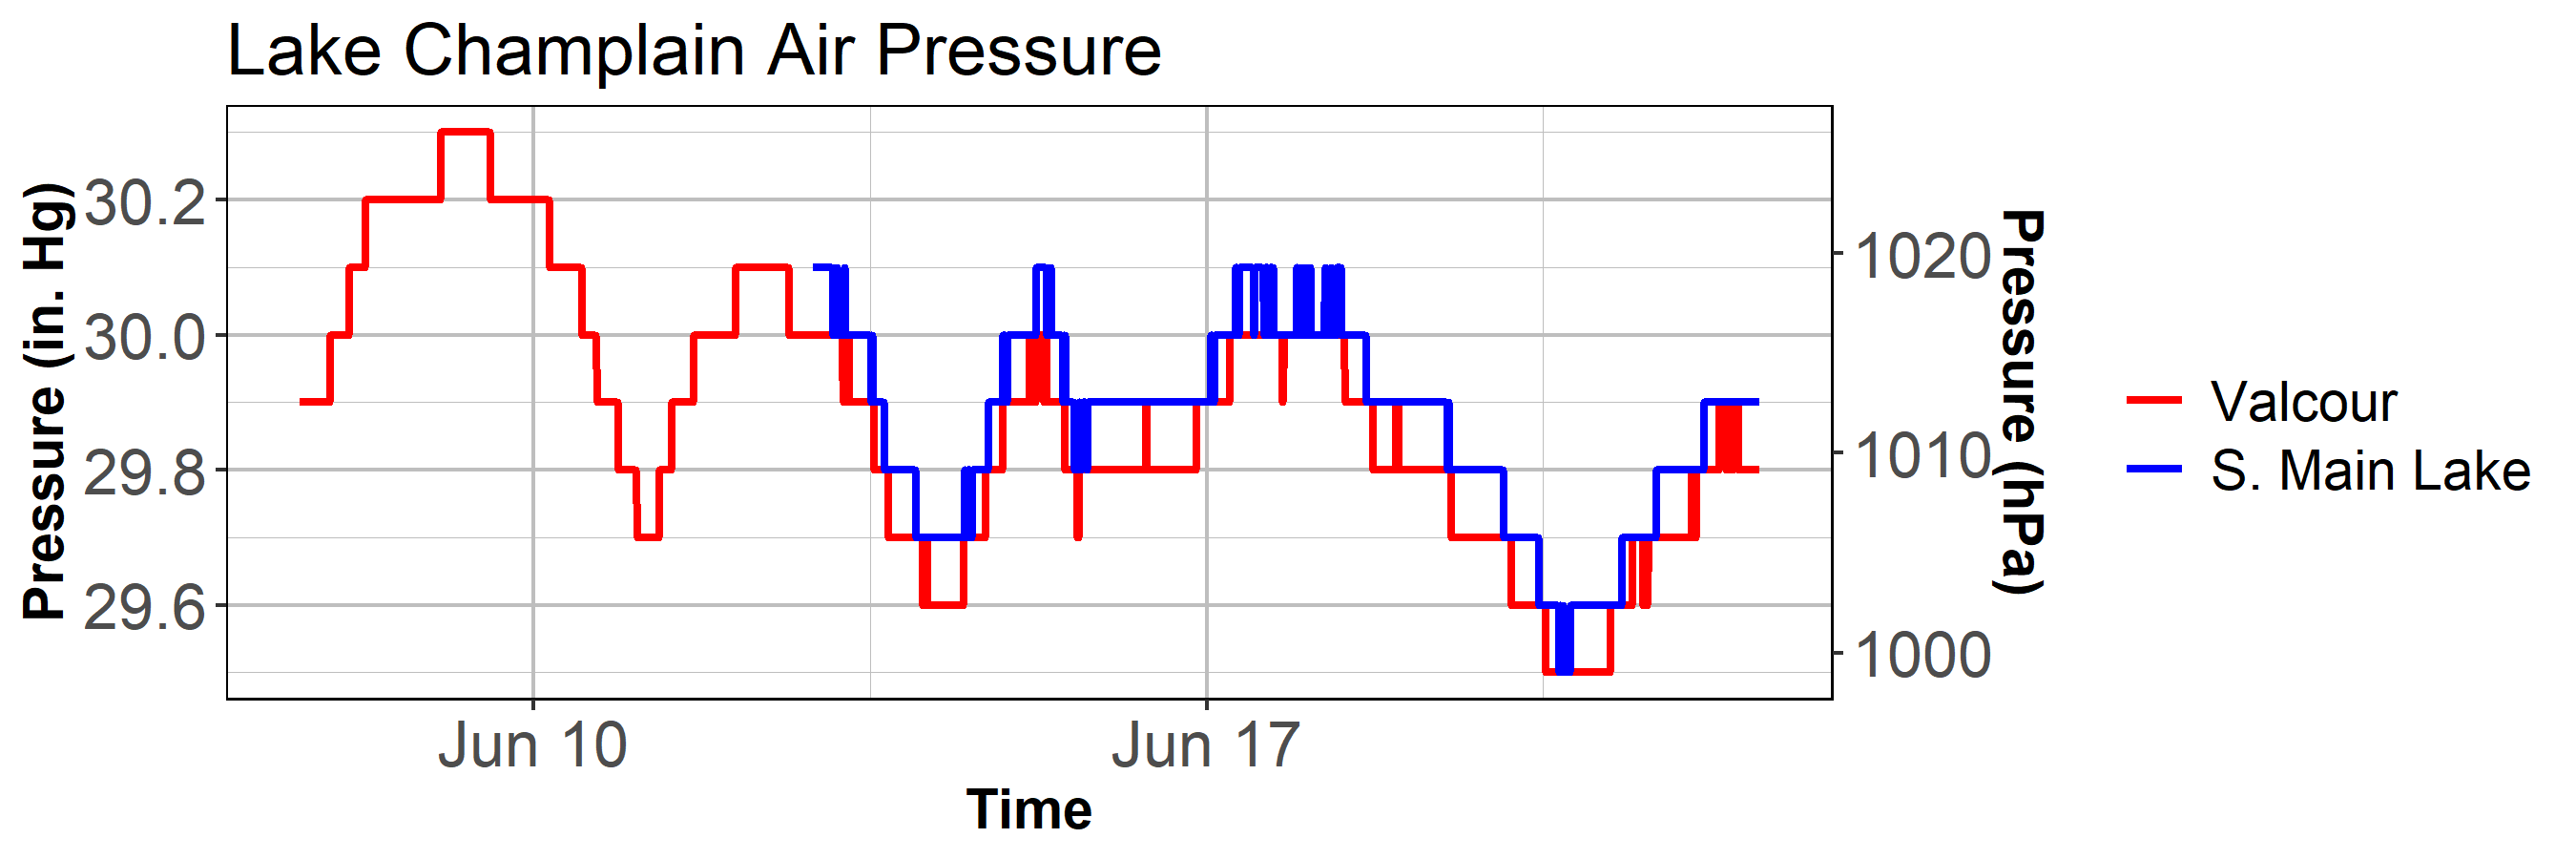 Lake Champlain Air Pressure
Pressure (in. Hg)
30.2
30.0
29.8
29.6
1020
1010
1000
Pressure (hPa)
Jun 10
Jun 17
Time
Valcour
S. Main Lake